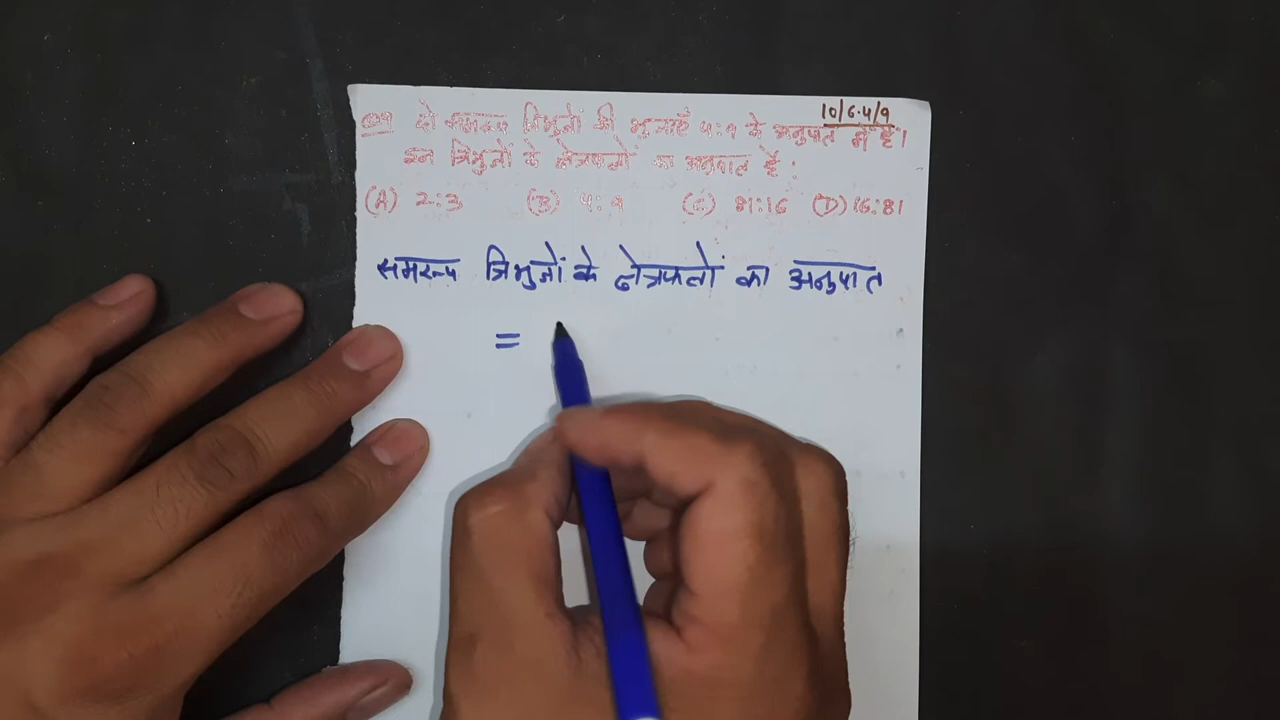 10/6.4/9
प्र०9 दो समरूप त्रिभुजों की भुजाएँ 4:9 के अनुपात में हैं।
इन त्रिभुजों के क्षेत्रफलों का अनुपात है:
(A) 2:3 (B) 4:9 (C) 81:16 (D) 16:81
समरूप त्रिभुजों के क्षेत्रफलों का अनुपात
=